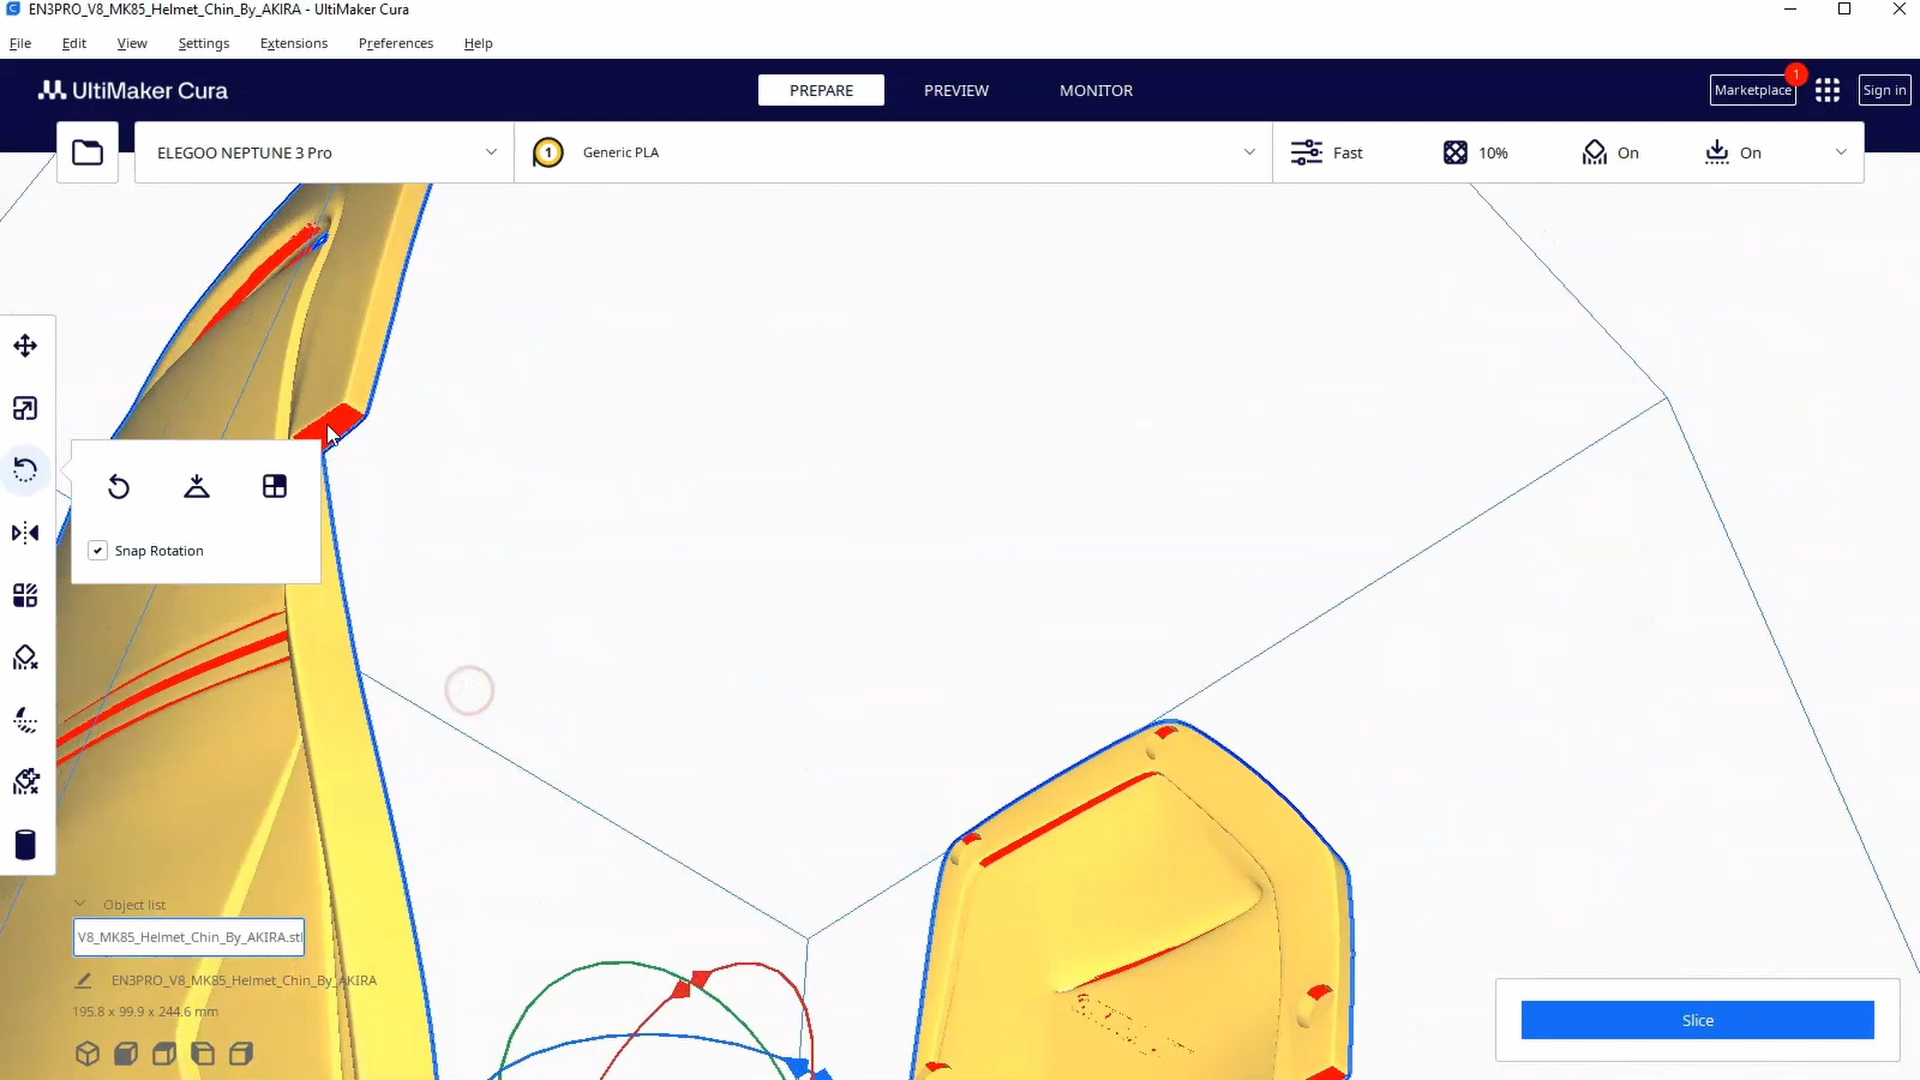 EN3PRO_V8_MK85_Helmet_Chin_By_AKIRA - UltiMaker Cura
File Edit View Settings Extensions Preferences Help
UltiMaker Cura
PREPARE PREVIEW MONITOR
1
Marketplace
Sign in
ELEGOO NEPTUNE 3 Pro
1
Generic PLA
Fast
10%
On
On
Snap Rotation
Object list
V8_MK85_Helmet_Chin_By_AKIRA.stl
EN3PRO_V8_MK85_Helmet_Chin_By_AKIRA
195.8 x 99.9 x 244.6 mm
Slice